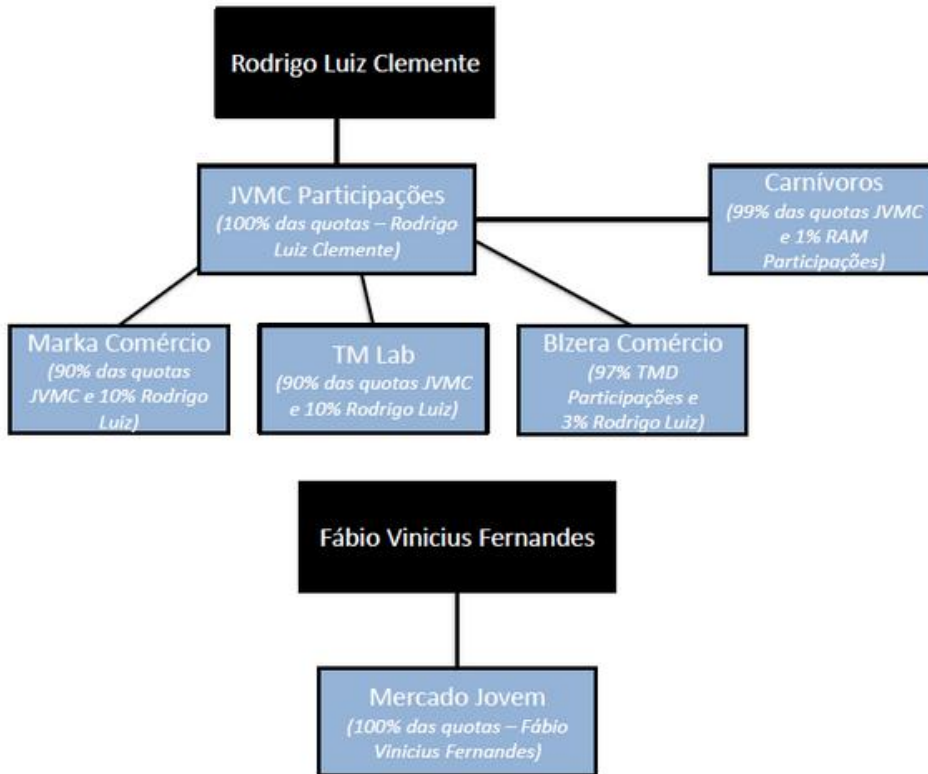 Rodrigo Luiz Clemente
JVMC Participações
(100% das quotas – Rodrigo
Luiz Clemente)
Carnívoros
(99% das quotas JVMC
e 1% RAM
Participações)
Marka Comércio
(90% das quotas
JVMC e 10% Rodrigo
Luiz)
TM Lab
(90% das quotas JVMC
e 10% Rodrigo Luiz)
Blzera Comércio
(97% TMD
Participações e
3% Rodrigo Luiz)
Fábio Vinicius Fernandes
Mercado Jovem
(100% das quotas – Fábio
Vinicius Fernandes)